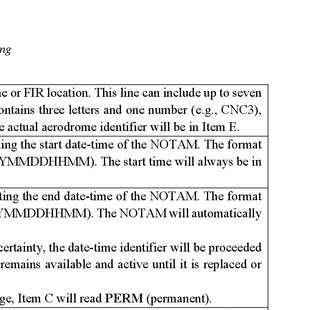 ng
e or FIR location. This line can include up to seven
ontains three letters and one number (e.g., CNC3),
e actual aerodrome identifier will be in Item E.
ing the start date-time of the NOTAM. The format
YMMDDHHMM). The start time will always be in
ting the end date-time of the NOTAM. The format
YMMDDHHMM). The NOTAM will automatically
certainty, the date-time identifier will be proceeded
remains available and active until it is replaced or
ge, Item C will read PERM (permanent).